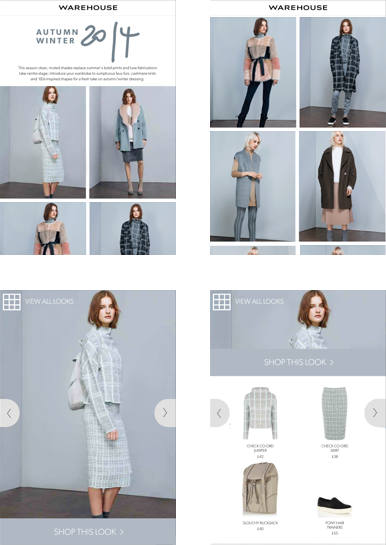 WAREHOUSE
AUTUMN
WINTER 2014
This season clean, muted shades replace summer's bold prints and luxe fabrications
take centre stage, introduce your wardrobe to sumptuous faux-furs, cashmere knits
and '60s inspired shapes for a fresh take on autumn/winter dressing.
WAREHOUSE
VIEW ALL LOOKS
SHOP THIS LOOK >
VIEW ALL LOOKS
SHOP THIS LOOK >
CHECK CO-ORD
JUMPER
£42
CHECK CO-ORD
SKIRT
£38
SLOUCHY RUCKSACK
£40
PONY HAIR
TRAINERS
£55